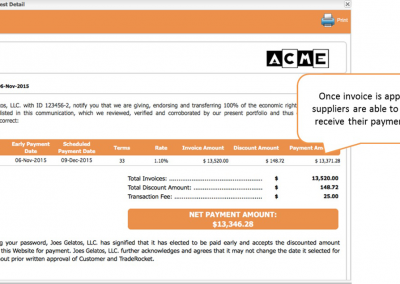 est Detail
Print
ACME
6-Nov-2015
tos, LLC. with ID 123456-2, notify you that we are giving, endorsing and transferring 100% of the economic right
listed in this communication, which we reviewed, verified and corroborated by our present portfolio and thus
correct:
Once invoice is app
suppliers are able to
receive their paymen
Early Payment Date Scheduled Payment Date Terms Rate Invoice Amount Discount Amount Payment Am
06-Nov-2015 09-Dec-2015 33 1.10% $ 13,520.00 $ 148.72 $ 13,371.28
Total Invoices: $ 13,520.00
Total Discount Amount: $ 148.72
Transaction Fee: $ 25.00
NET PAYMENT AMOUNT:
$13,346.28
ng your password, Joes Gelatos, LLC. has signified that it has elected to be paid early and accepts the discounted amount
this Website for payment. Joes Gelatos, LLC. further acknowledges and agrees that it may not change the date it selected for
out prior written approval of Customer and TradeRocket.